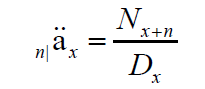 ₙ|äₓ = Nₓ₊ₙ / Dₓ